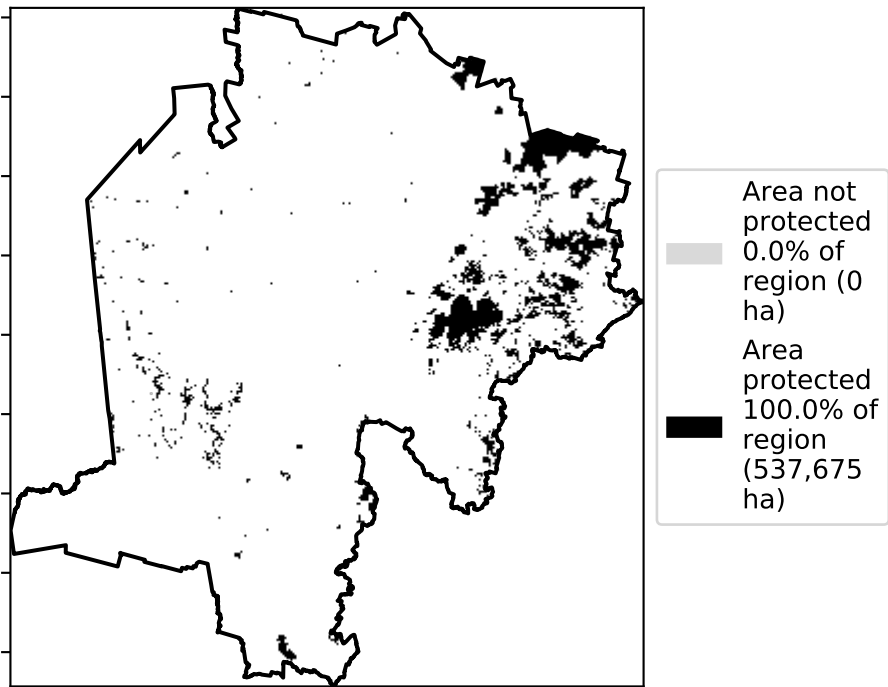 Area not
protected
0.0% of
region (0
ha)
Area
protected
100.0% of
region
(537,675
ha)